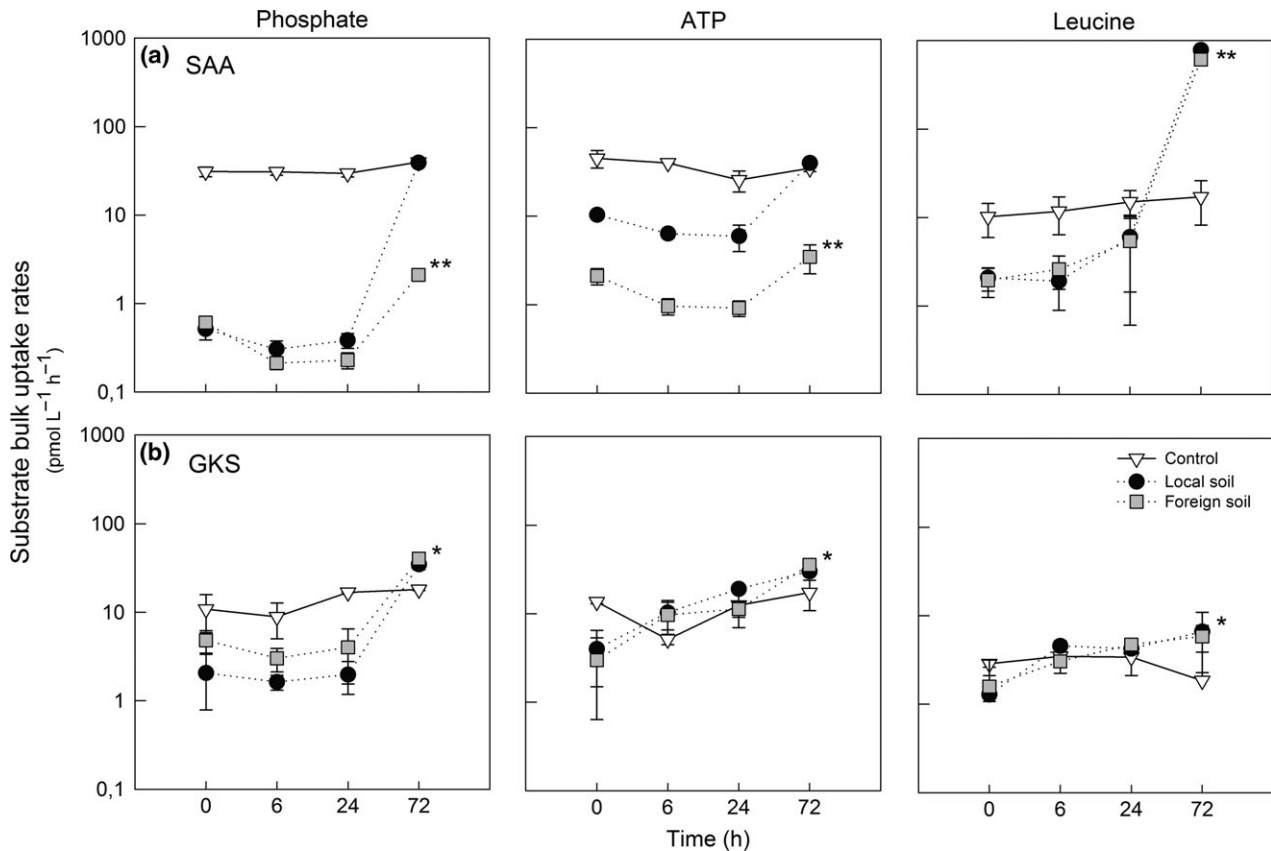 Phosphate ATP Leucine
(a) SAA
1000
100
10
1
0,1
** ** **
(b) GKS
1000
100
10
1
0,1
* * *
Control
Local soil
Foreign soil
0 6 24 72 0 6 24 72 0 6 24 72
Time (h)
Substrate bulk uptake rates
(pmol L⁻¹ h⁻¹)